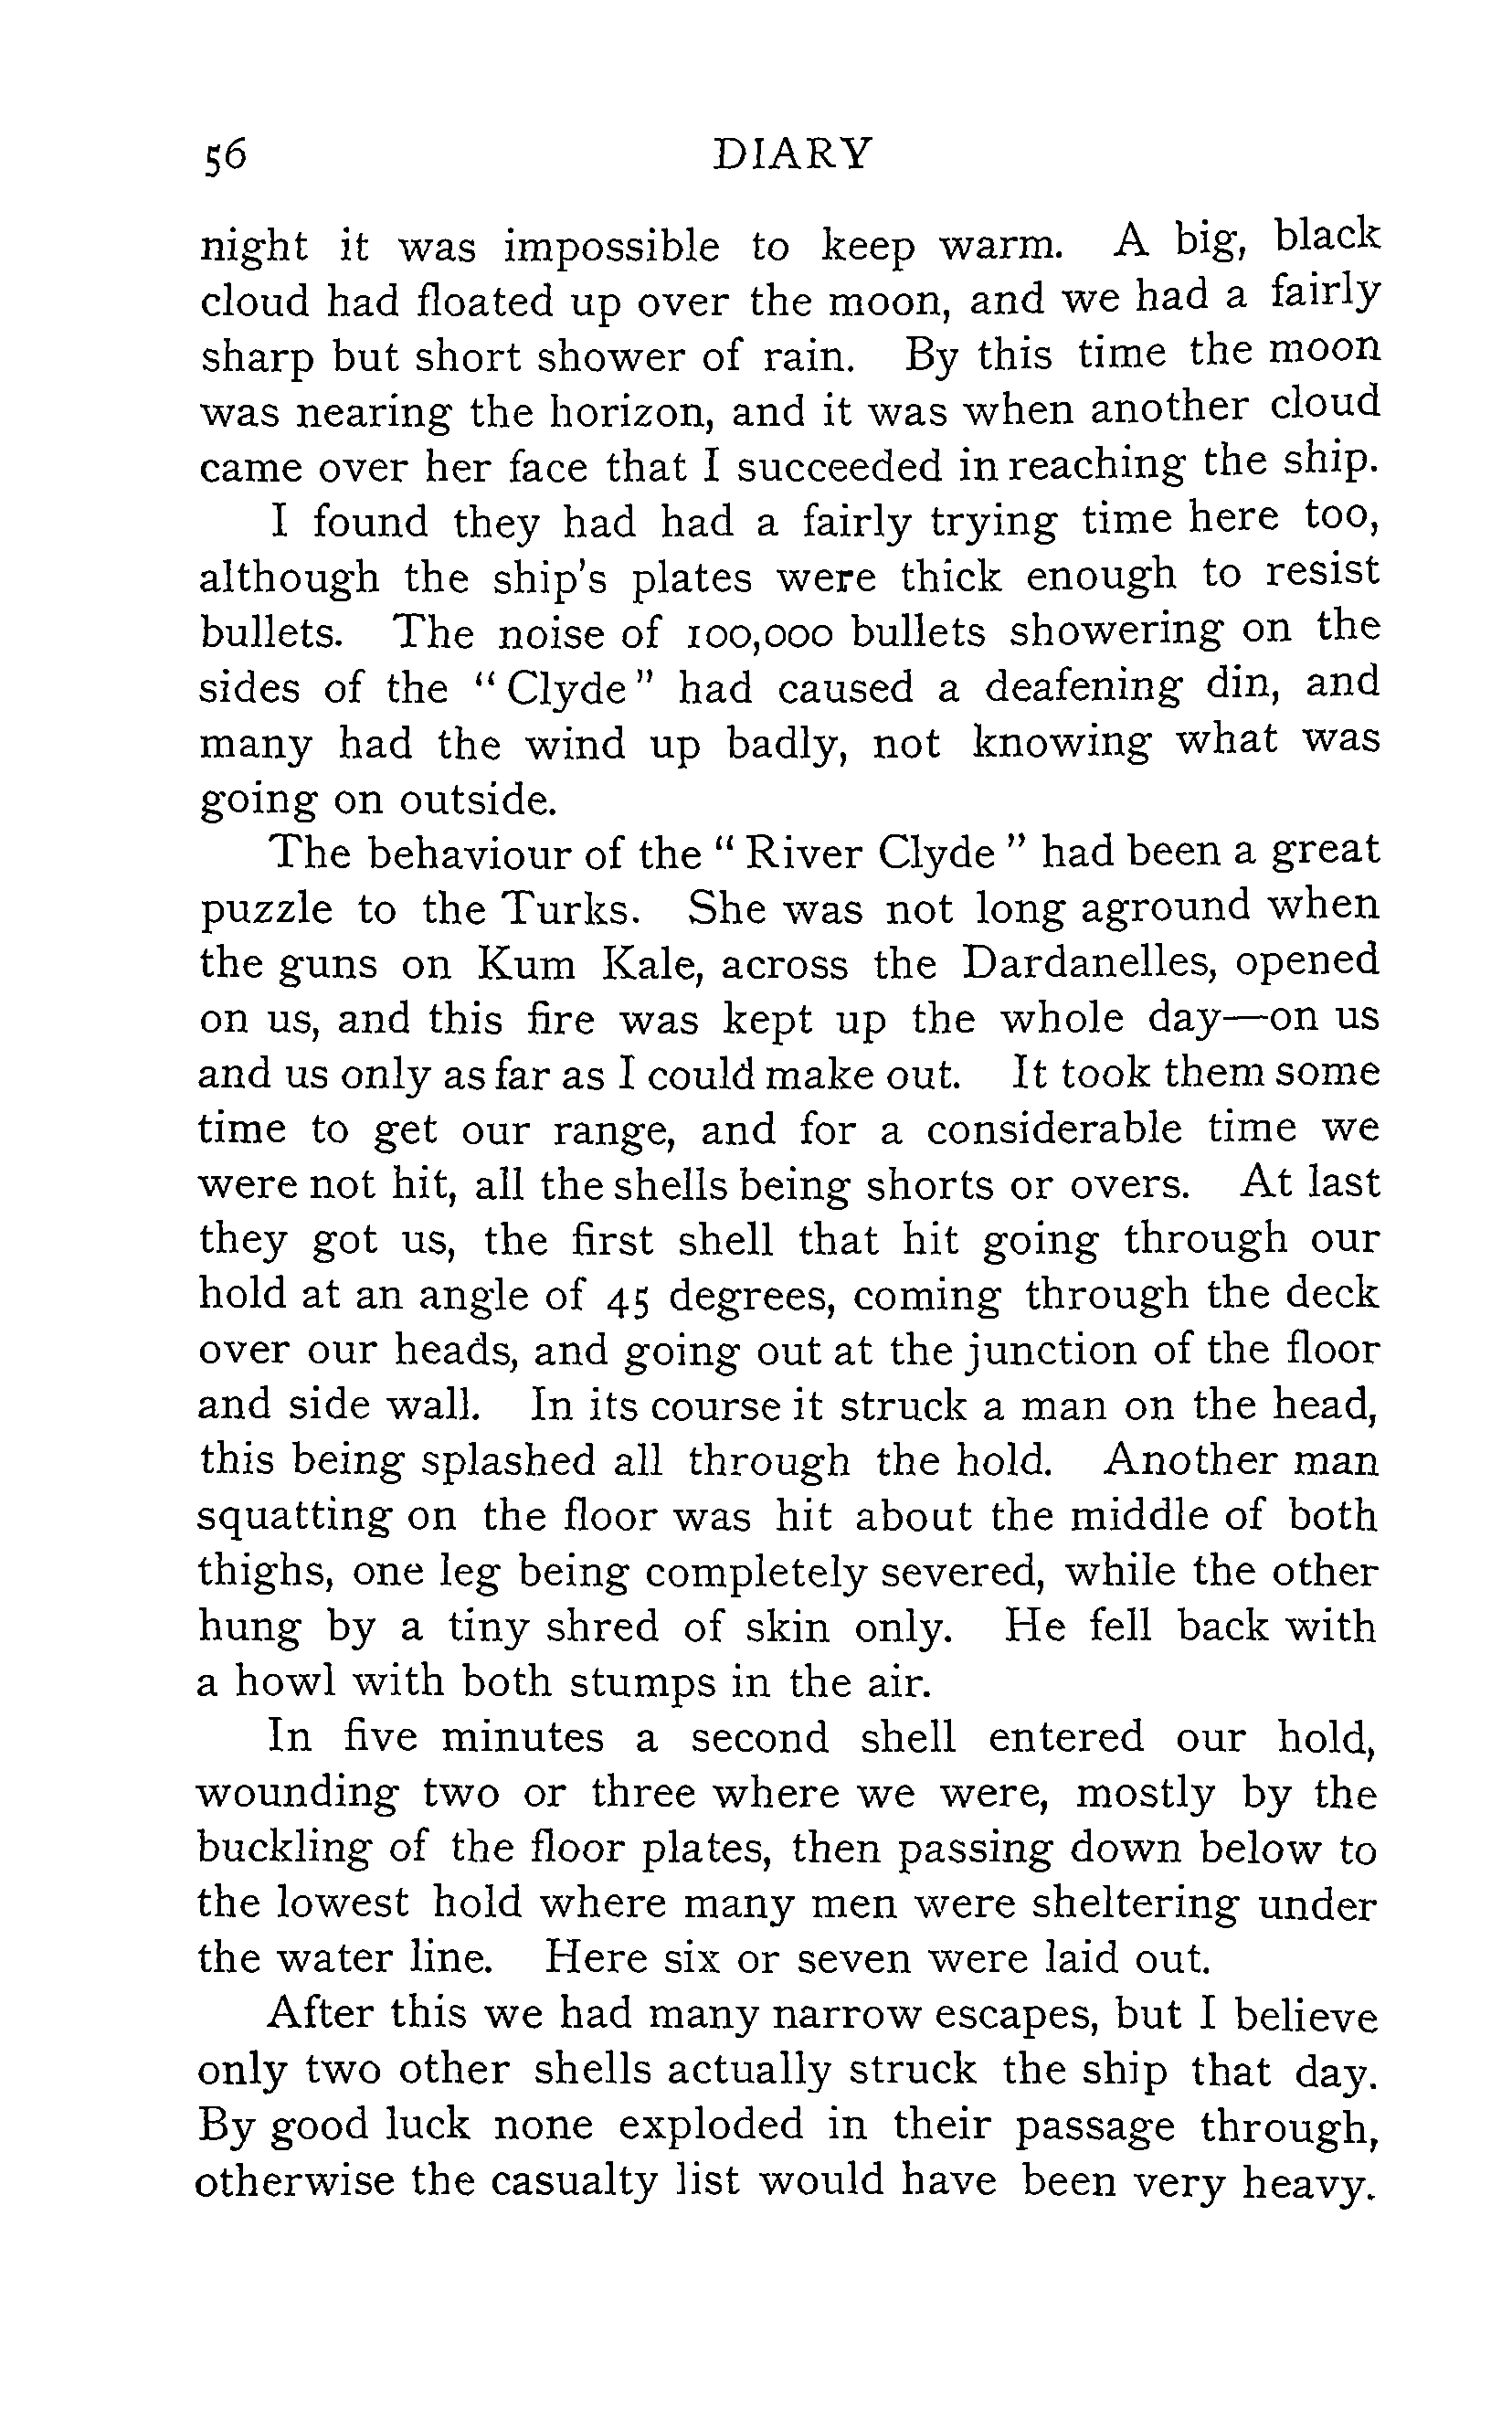 56 DIARY
night it was impossible to keep warm. A big, black
cloud had floated up over the moon, and we had a fairly
sharp but short shower of rain. By this time the moon
was nearing the horizon, and it was when another cloud
came over her face that I succeeded in reaching the ship.
I found they had had a fairly trying time here too,
although the ship's plates were thick enough to resist
bullets. The noise of 100,000 bullets showering on the
sides of the "Clyde" had caused a deafening din, and
many had the wind up badly, not knowing what was
going on outside.
The behaviour of the " River Clyde " had been a great
puzzle to the Turks. She was not long aground when
the guns on Kum Kale, across the Dardanelles, opened
on us, and this fire was kept up the whole day—on us
and us only as far as I could make out. It took them some
time to get our range, and for a considerable time we
were not hit, all the shells being shorts or overs. At last
they got us, the first shell that hit going through our
hold at an angle of 45 degrees, coming through the deck
over our heads, and going out at the junction of the floor
and side wall. In its course it struck a man on the head,
this being splashed all through the hold. Another man
squatting on the floor was hit about the middle of both
thighs, one leg being completely severed, while the other
hung by a tiny shred of skin only. He fell back with
a howl with both stumps in the air.
In five minutes a second shell entered our hold,
wounding two or three where we were, mostly by the
buckling of the floor plates, then passing down below to
the lowest hold where many men were sheltering under
the water line. Here six or seven were laid out.
After this we had many narrow escapes, but I believe
only two other shells actually struck the ship that day.
By good luck none exploded in their passage through,
otherwise the casualty list would have been very heavy.